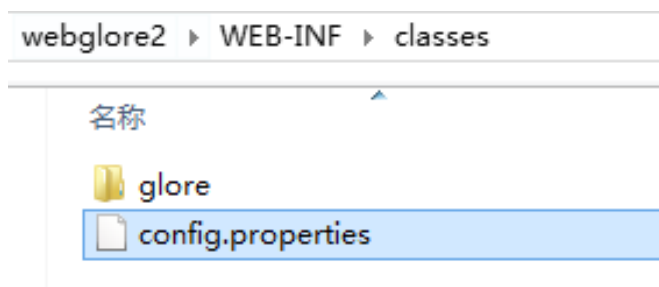 webglore2 ▸ WEB-INF ▸ classes
名称
glore
config.properties